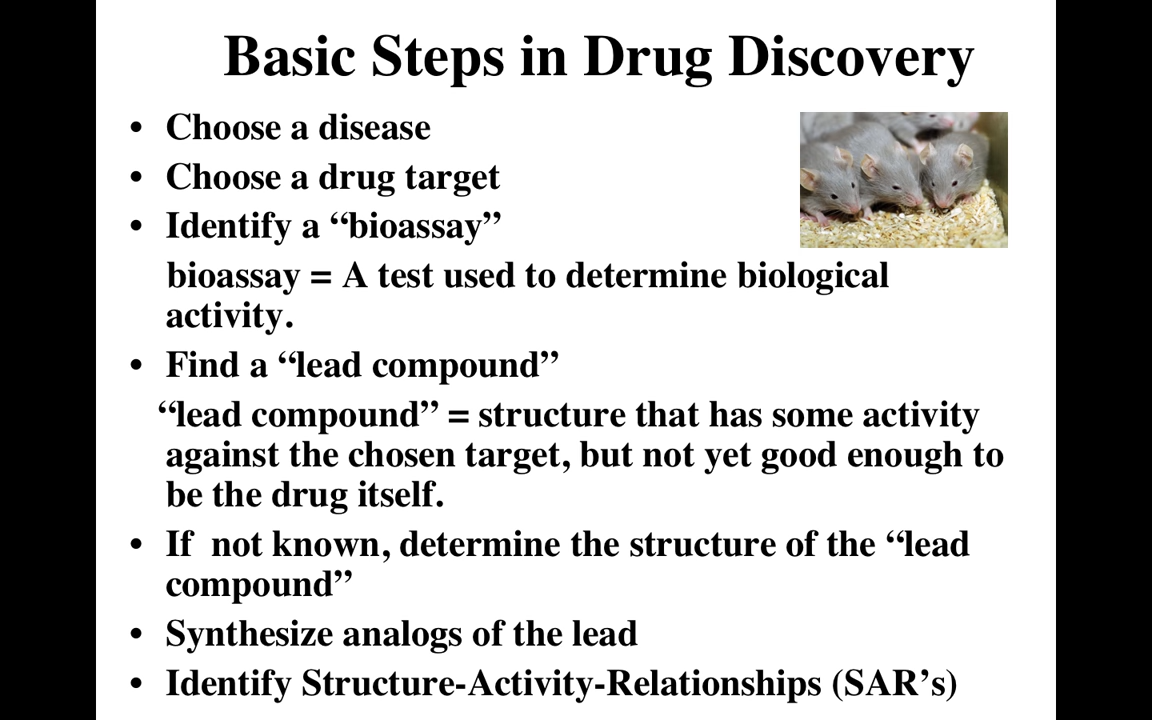 Basic Steps in Drug Discovery
• Choose a disease
• Choose a drug target
• Identify a “bioassay”
bioassay = A test used to determine biological
activity.
• Find a “lead compound”
“lead compound” = structure that has some activity
against the chosen target, but not yet good enough to
be the drug itself.
• If  not known, determine the structure of the “lead
compound”
• Synthesize analogs of the lead
• Identify Structure-Activity-Relationships (SAR’s)